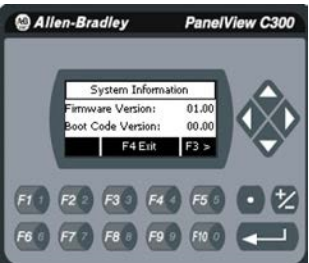 AB Allen-Bradley PanelView C300
System Information
Firmware Version: 01.00
Boot Code Version: 00.00
F4 Exit F3 >
F1 1 F2 2 F3 3 F4 4 F5 5 . +/-
F6 6 F7 7 F8 8 F9 9 F10 0